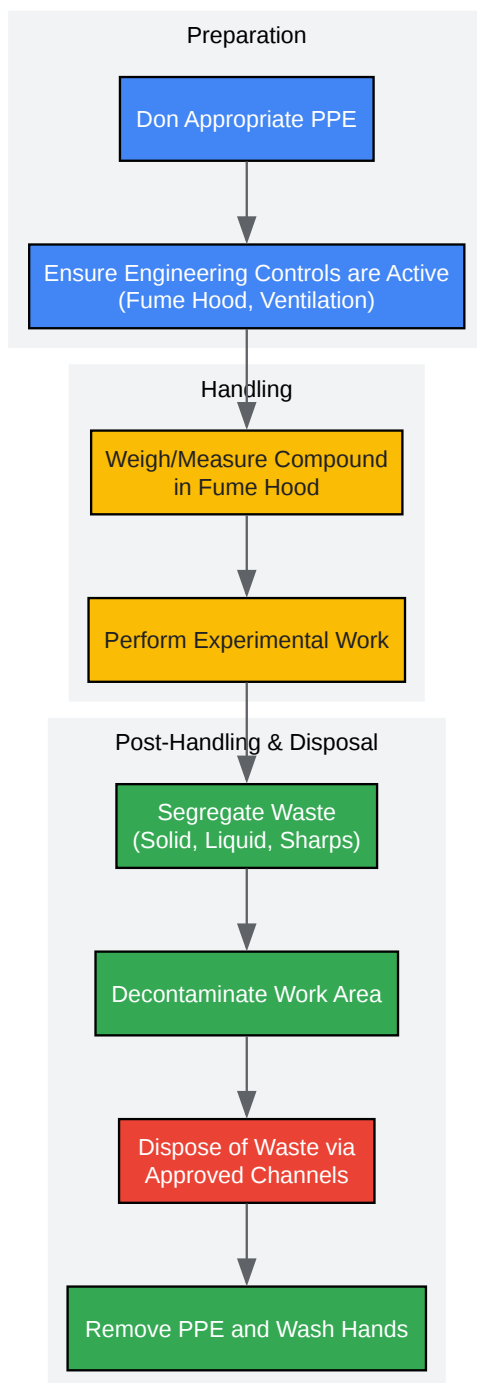 Preparation
Don Appropriate PPE
Ensure Engineering Controls are Active
(Fume Hood, Ventilation)
Handling
Weigh/Measure Compound
in Fume Hood
Perform Experimental Work
Post-Handling & Disposal
Segregate Waste
(Solid, Liquid, Sharps)
Decontaminate Work Area
Dispose of Waste via
Approved Channels
Remove PPE and Wash Hands